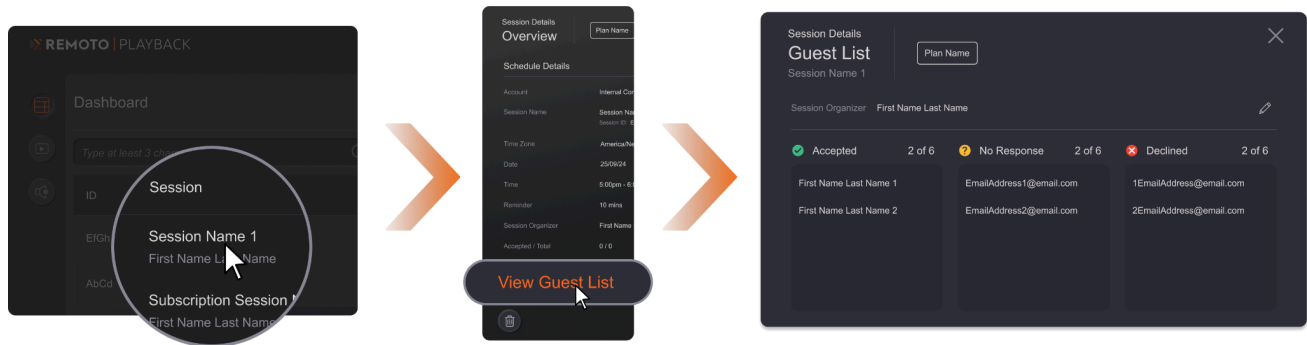 REMOTO | PLAYBACK
Dashboard
Type at least 3 cha
ID
Session
EfGh
Session Name 1
First Name Last Name
AbCd
Subscription Session
First Name Last Name
Session Details
Overview
Plan Name
Schedule Details
Account Internal Cor
Session Name Session Na
Session ID: E
Time Zone America/Ne
Date 25/09/24
Time 5:00pm - 6:
Reminder 10 mins
Session Organizer First Name
Accepted / Total 0 / 0
View Guest List
Session Details
Guest List
Plan Name
Session Name 1
Session Organizer First Name Last Name
Accepted 2 of 6
First Name Last Name 1
First Name Last Name 2
No Response 2 of 6
EmailAddress1@email.com
EmailAddress2@email.com
Declined 2 of 6
1EmailAddress@email.com
2EmailAddress@email.com